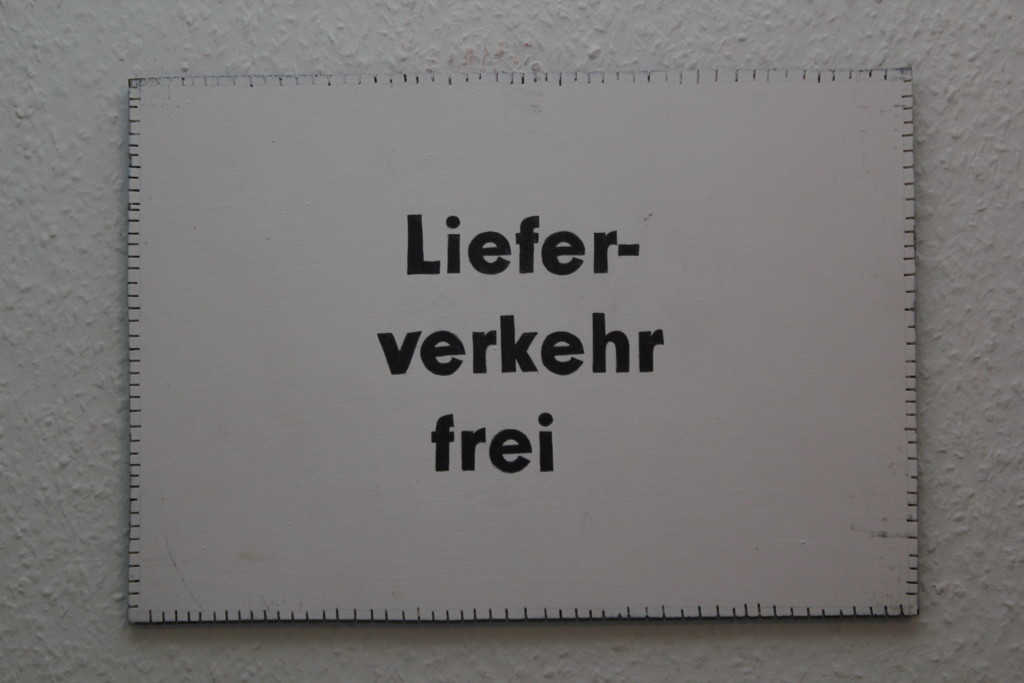 Liefer-
verkehr
frei